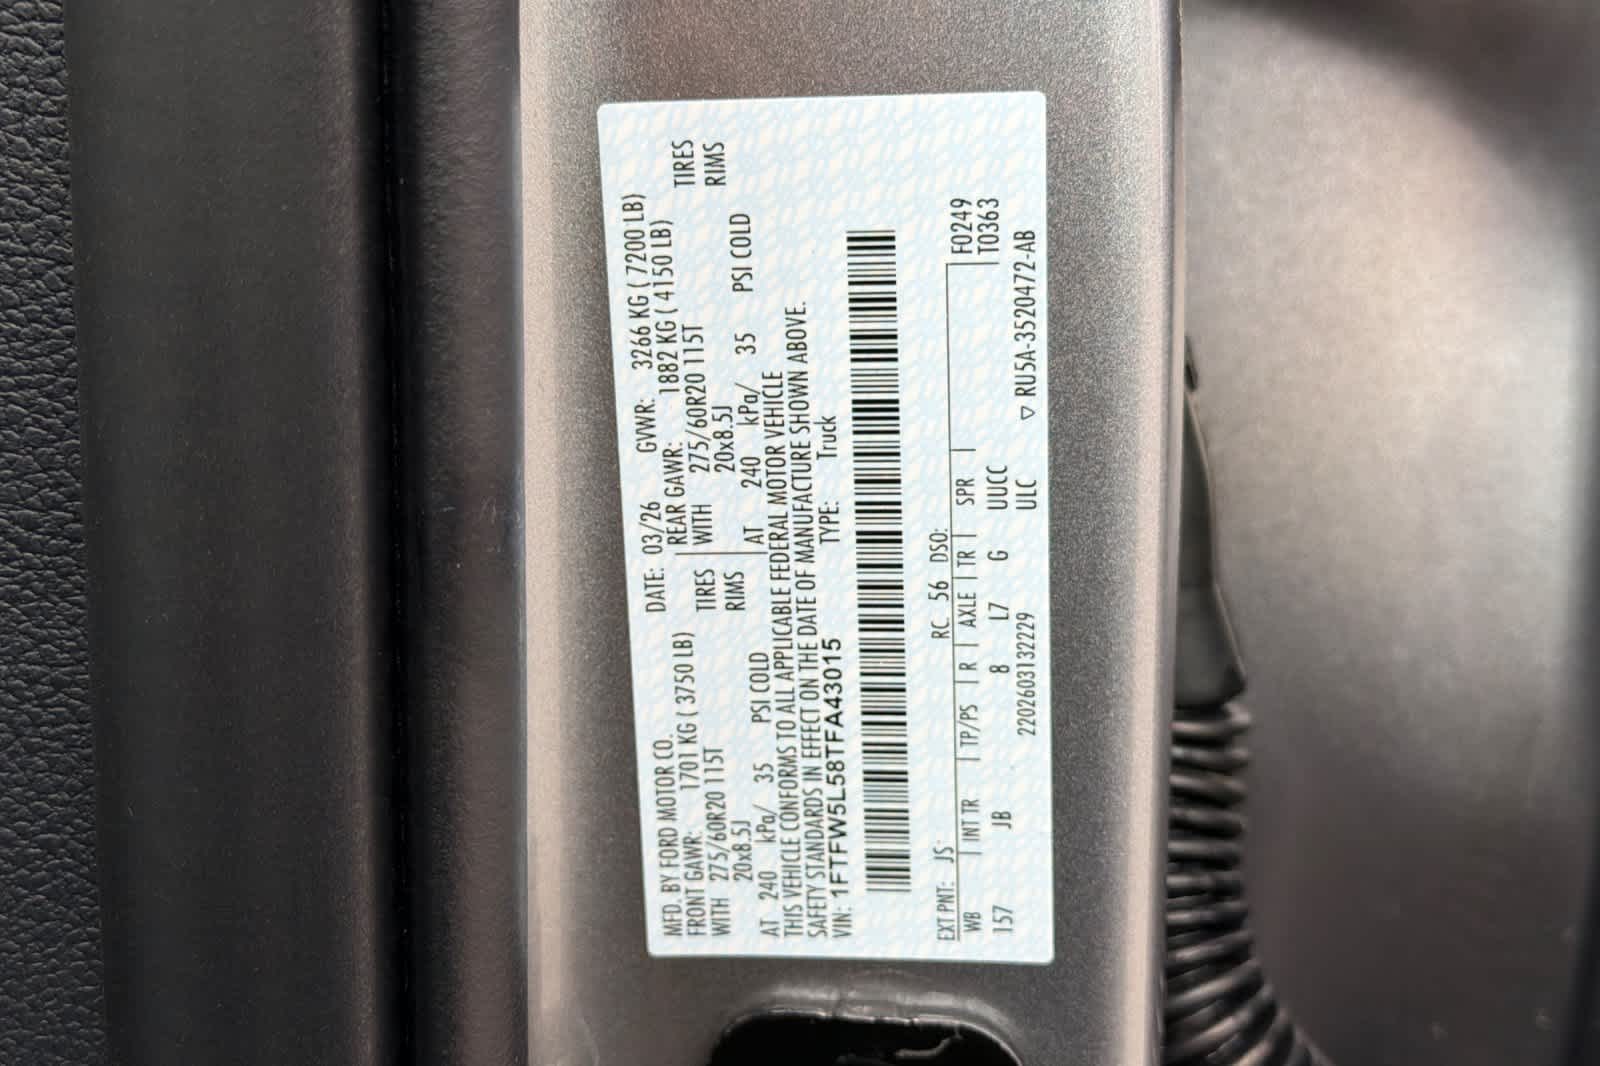 MFD. BY FORD MOTOR CO. DATE: 03/26 GVWR: 3266 KG ( 7200 LB)
FRONT GAWR: 1701 KG ( 3750 LB) REAR GAWR: 1882 KG ( 4150 LB)
WITH 275/60R20 115T TIRES WITH 275/60R20 115T TIRES
20x8.5J RIMS 20x8.5J RIMS
AT 240 kPa/ 35 PSI COLD AT 240 kPa/ 35 PSI COLD
THIS VEHICLE CONFORMS TO ALL APPLICABLE FEDERAL MOTOR VEHICLE
SAFETY STANDARDS IN EFFECT ON THE DATE OF MANUFACTURE SHOWN ABOVE.
VIN: 1FTFW5L58TFA43015 TYPE: Truck
EXT PNT: JS: RC: 56 DSO: F0249
WB | INT TR | TP/PS | R | AXLE | TR | SPR | T0363
157 JB 8 L7 G UUCC
220260313229 ULC ▽ RU5A-3520472-AB